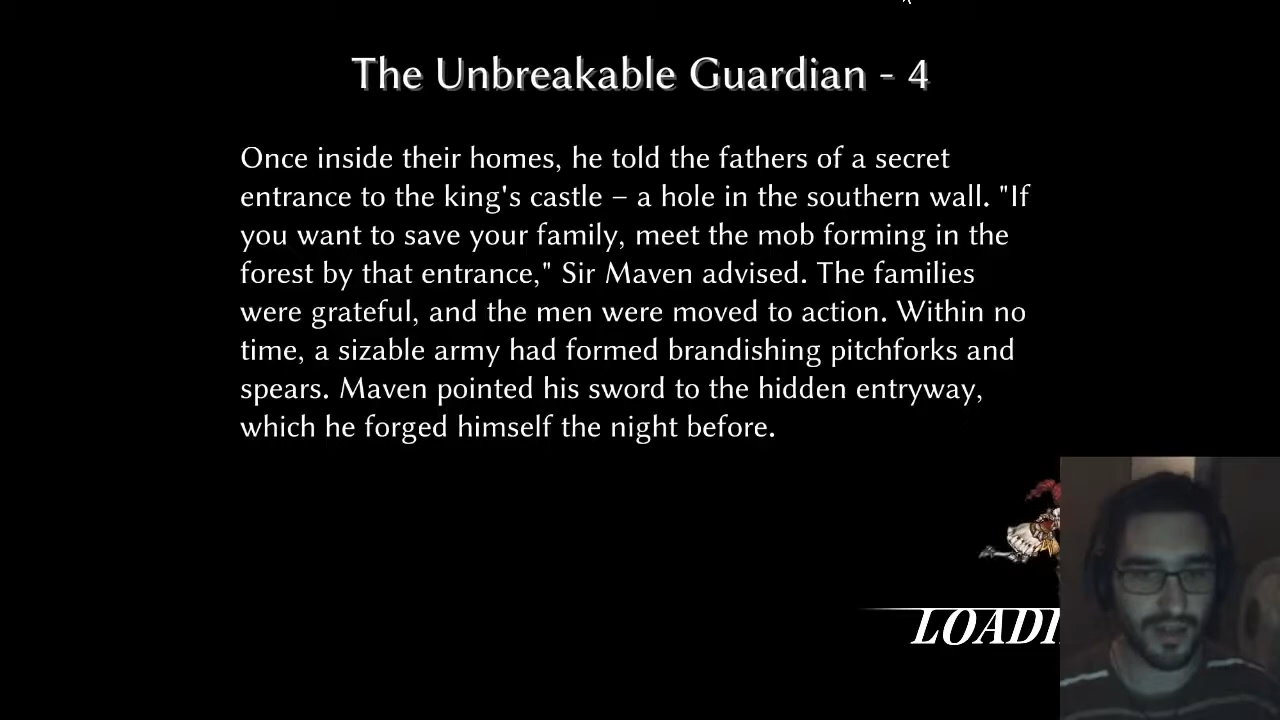 The Unbreakable Guardian - 4
Once inside their homes, he told the fathers of a secret
entrance to the king's castle – a hole in the southern wall. "If
you want to save your family, meet the mob forming in the
forest by that entrance," Sir Maven advised. The families
were grateful, and the men were moved to action. Within no
time, a sizable army had formed brandishing pitchforks and
spears. Maven pointed his sword to the hidden entryway,
which he forged himself the night before.
LOADI